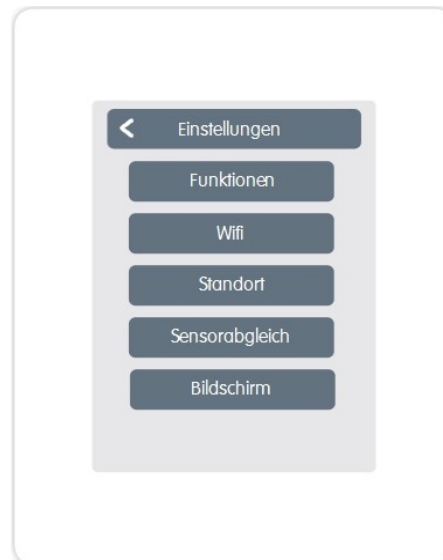 Einstellungen
Funktionen
Wifi
Standort
Sensorabgleich
Bildschirm